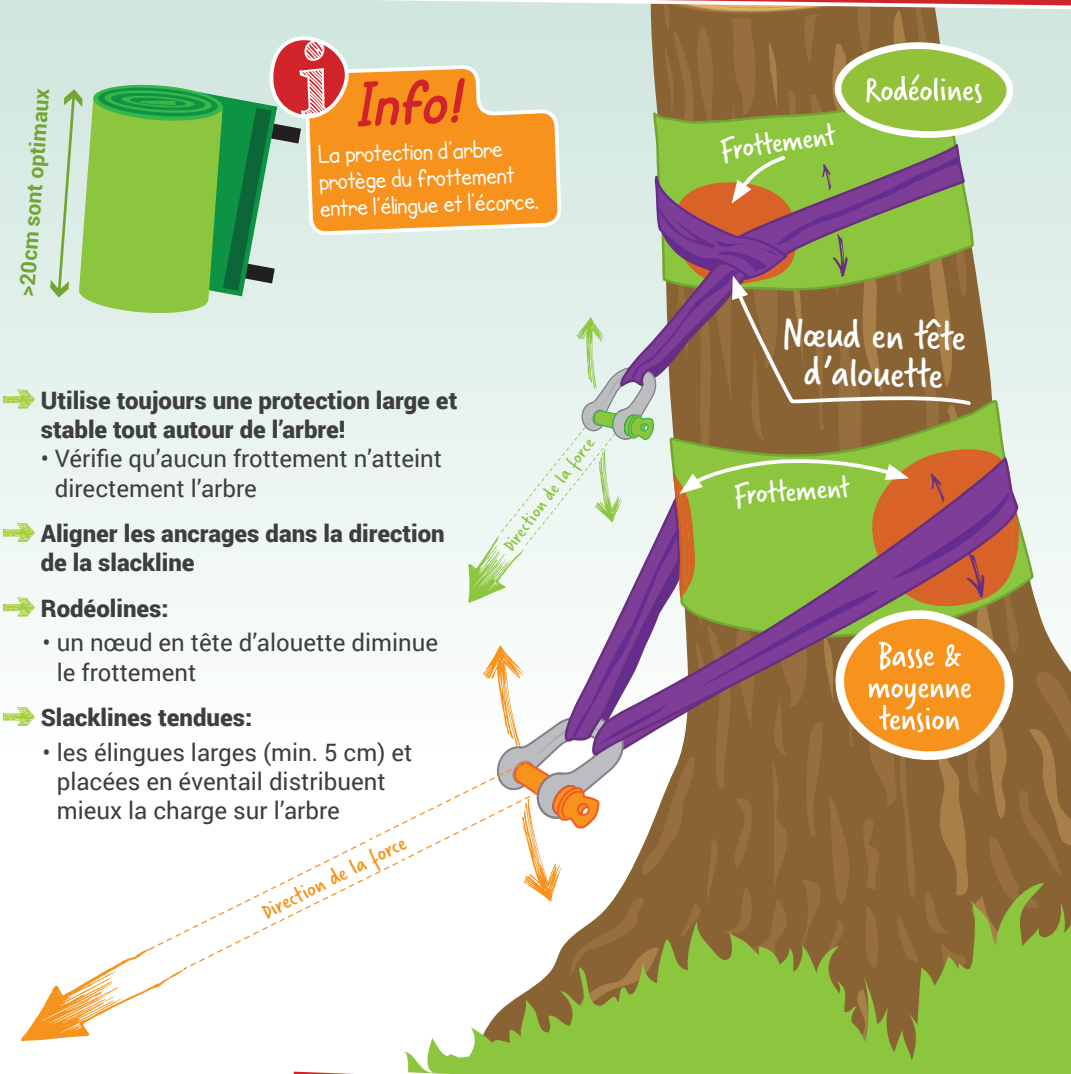 >20cm sont optimaux
i
Info!
La protection d'arbre
protège du frottement
entre l'élingue et l'écorce.
Rodéolines
Frottement
Nœud en tête
d'alouette
Direction de la force
Frottement
Basse &
moyenne
tension
Direction de la force
Utilise toujours une protection large et
stable tout autour de l'arbre!
• Vérifie qu'aucun frottement n'atteint
directement l'arbre
Aligner les ancrages dans la direction
de la slackline
Rodéolines:
• un nœud en tête d'alouette diminue
le frottement
Slacklines tendues:
• les élingues larges (min. 5 cm) et
placées en éventail distribuent
mieux la charge sur l'arbre